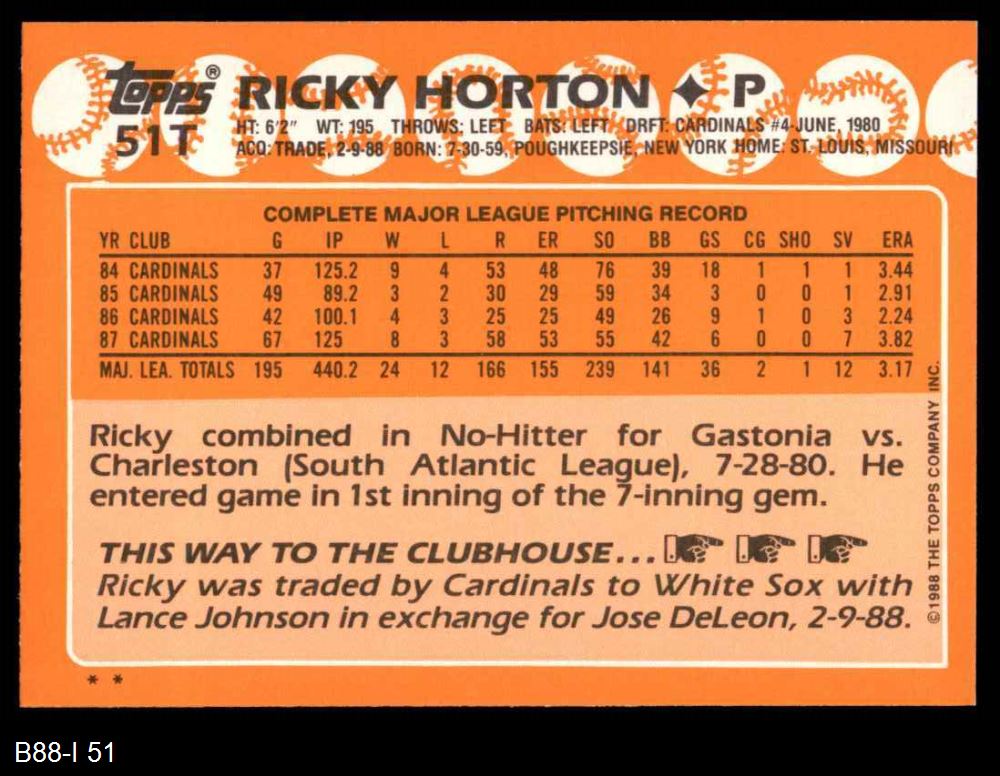 topps® RICKY HORTON ✦ P
51T
HT: 6'2" WT: 195 THROWS: LEFT BATS: LEFT DRFT: CARDINALS #4-JUNE, 1980
ACQ: TRADE, 2-9-88 BORN: 7-30-59, POUGHKEEPSIE, NEW YORK HOME: ST. LOUIS, MISSOURI
COMPLETE MAJOR LEAGUE PITCHING RECORD
YR CLUB G IP W L R ER SO BB GS CG SHO SV ERA
84 CARDINALS 37 125.2 9 4 53 48 76 39 18 1 1 1 3.44
85 CARDINALS 49 89.2 3 2 30 29 59 34 3 0 0 1 2.91
86 CARDINALS 42 100.1 4 3 25 25 49 26 9 1 0 3 2.24
87 CARDINALS 67 125 8 3 58 53 55 42 6 0 0 7 3.82
MAJ. LEA. TOTALS 195 440.2 24 12 166 155 239 141 36 2 1 12 3.17
Ricky combined in No-Hitter for Gastonia vs.
Charleston (South Atlantic League), 7-28-80. He
entered game in 1st inning of the 7-inning gem.
THIS WAY TO THE CLUBHOUSE...
Ricky was traded by Cardinals to White Sox with
Lance Johnson in exchange for Jose DeLeon, 2-9-88.
©1988 THE TOPPS COMPANY INC.
* *
B88-I 51